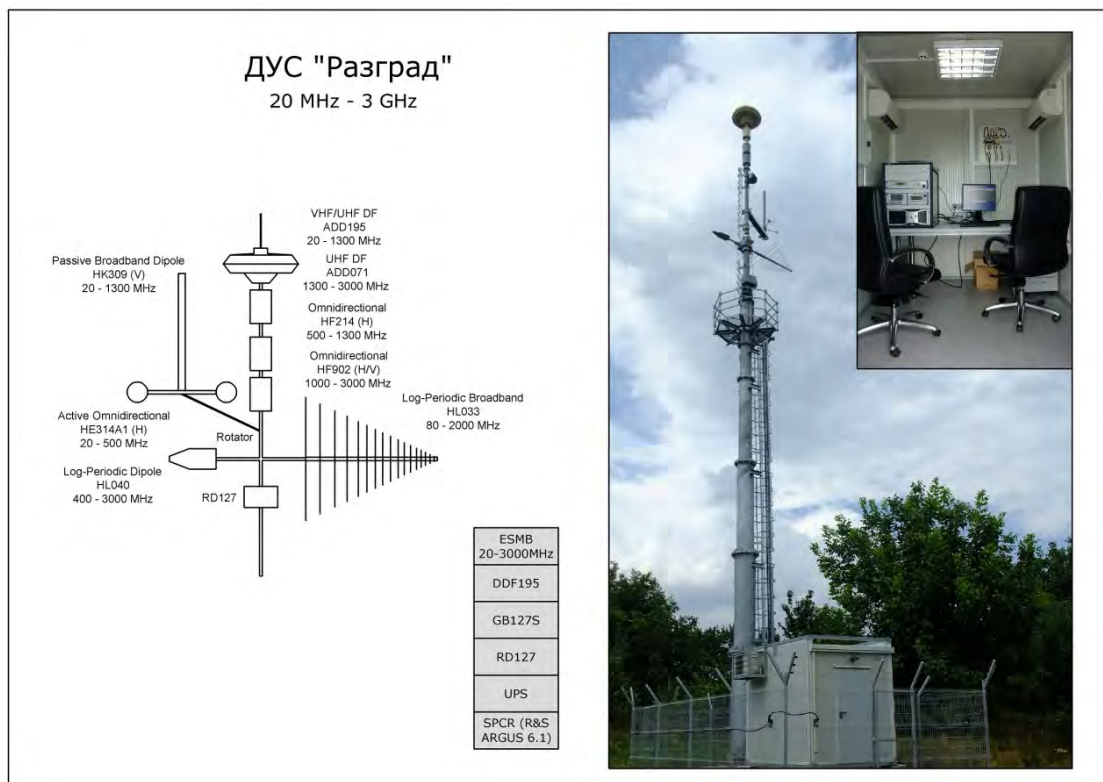 ДУС "Разград"
20 MHz - 3 GHz
VHF/UHF DF
ADD195
20 - 1300 MHz
UHF DF
ADD071
1300 - 3000 MHz
Passive Broadband Dipole
HK309 (V)
20 - 1300 MHz
Omnidirectional
HF214 (H)
500 - 1300 MHz
Omnidirectional
HF902 (H/V)
1000 - 3000 MHz
Log-Periodic Broadband
HL033
80 - 2000 MHz
Active Omnidirectional
HE314A1 (H)
20 - 500 MHz
Rotator
Log-Periodic Dipole
HL040
400 - 3000 MHz
RD127
ESMB
20-3000MHz
DDF195
GB127S
RD127
UPS
SPCR (R&S
ARGUS 6.1)